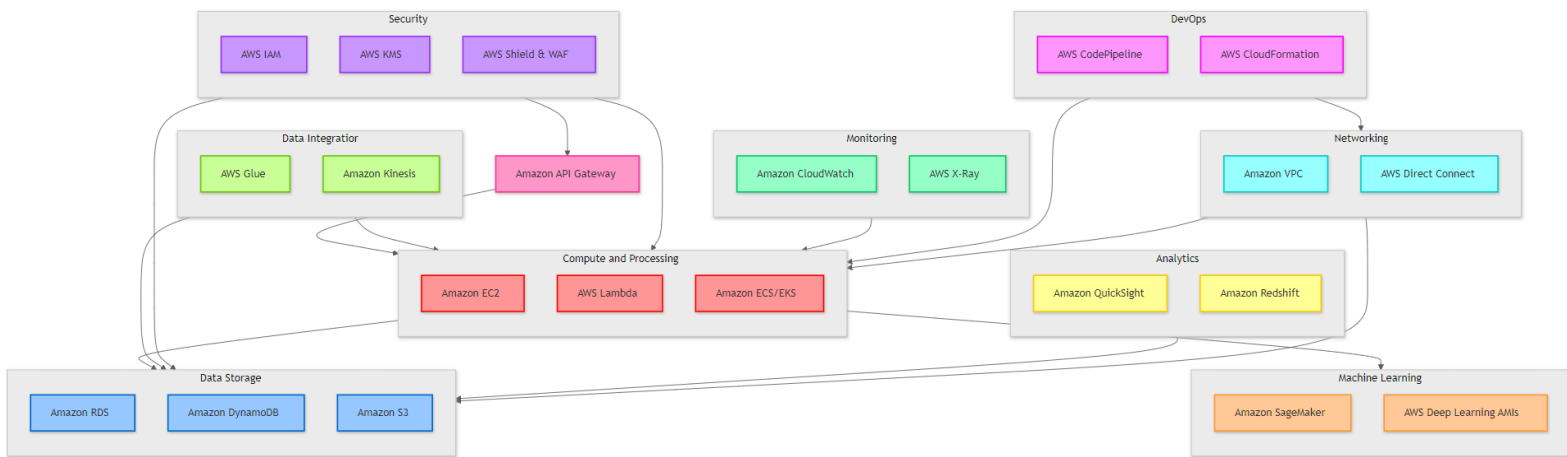 Security
AWS IAM
AWS KMS
AWS Shield & WAF
DevOps
AWS CodePipeline
AWS CloudFormation
Data Integratior
AWS Glue
Amazon Kinesis
Amazon API Gateway
Monitoring
Amazon CloudWatch
AWS X-Ray
Networking
Amazon VPC
AWS Direct Connect
Compute and Processing
Amazon EC2
AWS Lambda
Amazon ECS/EKS
Analytics
Amazon QuickSight
Amazon Redshift
Data Storage
Amazon RDS
Amazon DynamoDB
Amazon S3
Machine Learning
Amazon SageMaker
AWS Deep Learning AMIs